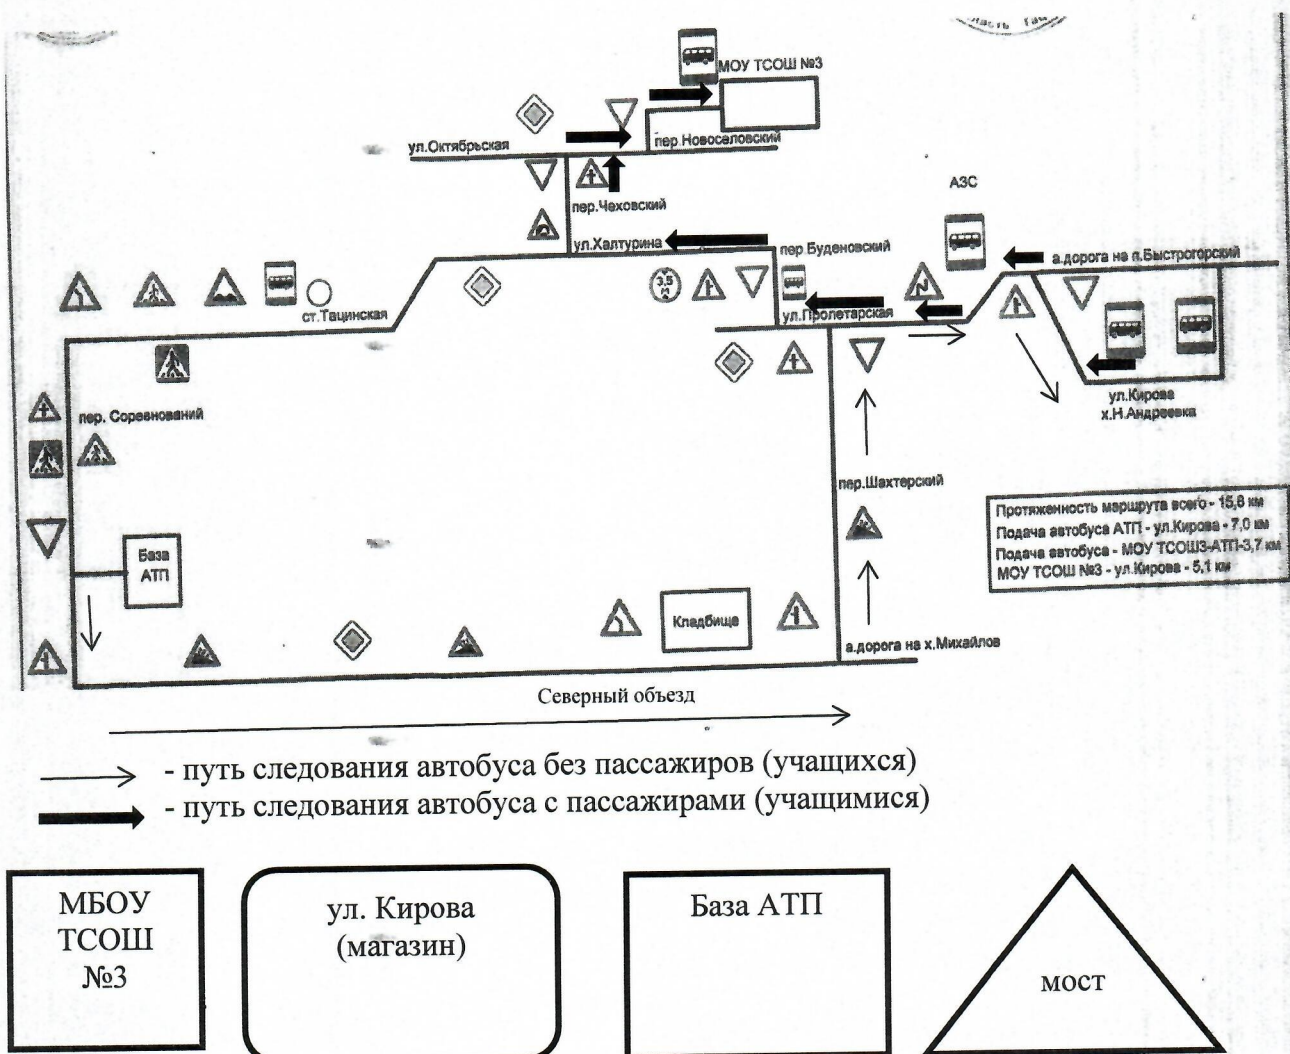 МОУ ТСОШ №3
ул.Октябрьская
пер.Новоселовский
АЗС
пер.Чеховский
ул.Халтурина
пер.Буденовский
а.дорога на п.Быстрогорский
3,5
ст.Тацинская
ул.Пролетарская
ул.Кирова
х.Н.Андреевка
пер. Соревнований
пер.Шахтерский
Протяженность маршрута всего - 15,8 км
Подача автобуса АТП - ул.Кирова - 7,0 км
Подача автобуса - МОУ ТСОШ3-АТП-3,7 км
МОУ ТСОШ №3 - ул.Кирова - 5,1 км
База
АТП
Кладбище
а.дорога на х.Михайлов
Северный объезд
- путь следования автобуса без пассажиров (учащихся)
- путь следования автобуса с пассажирами (учащимися)
МБОУ
ТСОШ
№3
ул. Кирова
(магазин)
База АТП
мост